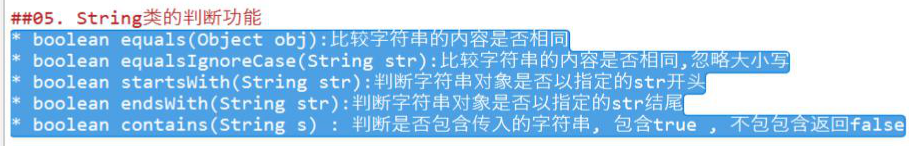 ##05. String类的判断功能
* boolean equals(Object obj):比较字符串的内容是否相同
* boolean equalsIgnoreCase(String str):比较字符串的内容是否相同,忽略大小写
* boolean startsWith(String str):判断字符串对象是否以指定的str开头
* boolean endsWith(String str):判断字符串对象是否以指定的str结尾
* boolean contains(String s) : 判断是否包含传入的字符串, 包含true , 不包包含返回false